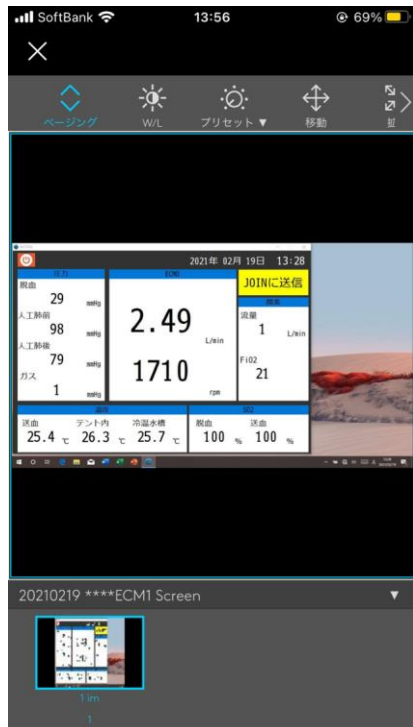 SoftBank 13:56 69%
ページング W/L プリセット ▼ 移動 拡
2021年 02月 19日 13:28
圧力 ECMO JOINに送信
脱血
29 mmHg
人工肺前
98 mmHg
人工肺後
79 mmHg
ガス
1 mmHg
2.49 L/min
1710 rpm
流量
1 L/min
FiO2
21
温度 SO2
送血 テント内 冷温水槽 脱血 送血
25.4 ℃ 26.3 ℃ 25.7 ℃ 100 % 100 %
20210219 ****ECM1 Screen ▼
1 im
1